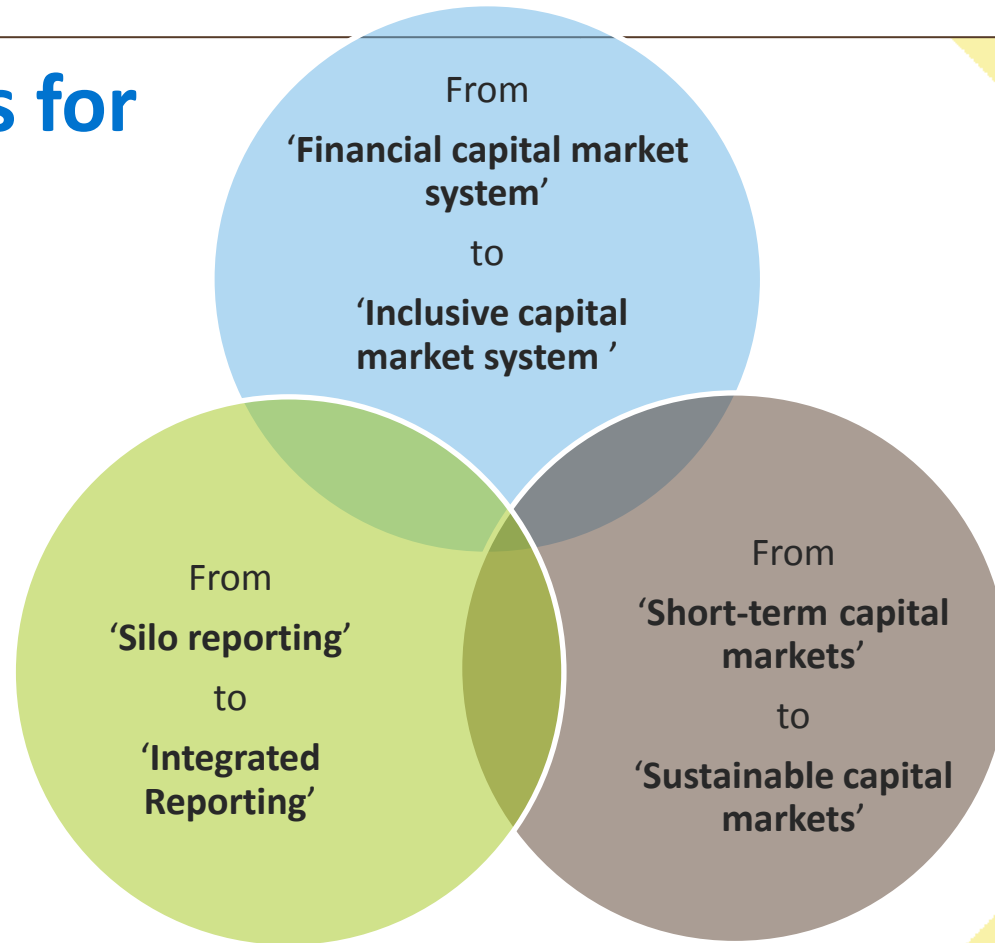 s for
From
‘Financial capital market
system’
to
‘Inclusive capital
market system ’
From
‘Silo reporting’
to
‘Integrated
Reporting’
From
‘Short-term capital
markets’
to
‘Sustainable capital
markets’